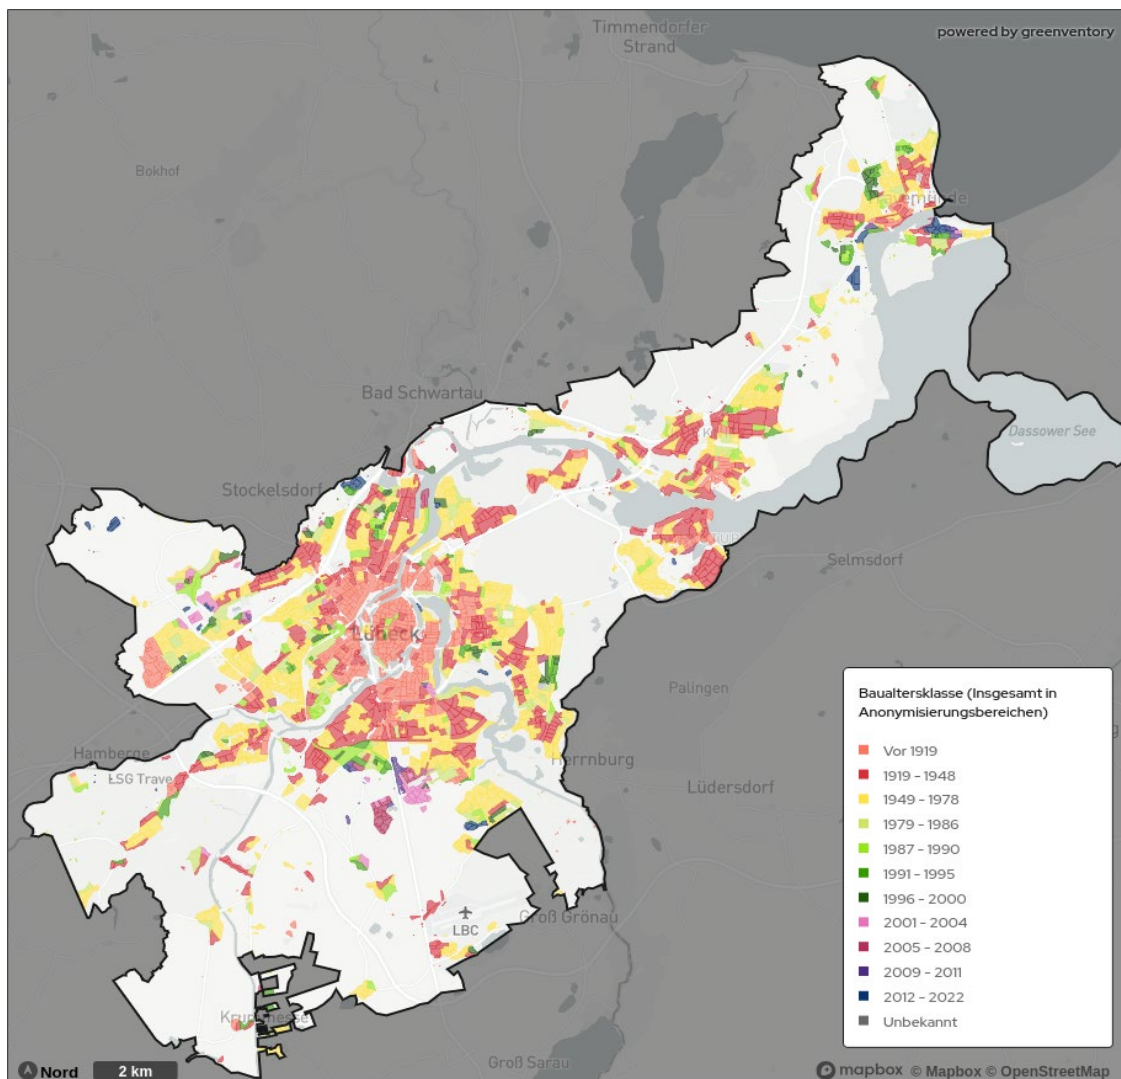 Timmendorfer
Strand
powered by greenventory
Bokhof
Bad Schwartau
Dassower See
Stockelsdorf
Selmsdorf
Lübeck
Palingen
Hamberge
LSG Trave
Herrnburg
Lüdersdorf
Groß Grönau
LBC
Groß Sarau
Baualtersklasse (Insgesamt in
Anonymisierungsbereichen)
Vor 1919
1919 - 1948
1949 - 1978
1979 - 1986
1987 - 1990
1991 - 1995
1996 - 2000
2001 - 2004
2005 - 2008
2009 - 2011
2012 - 2022
Unbekannt
Nord
2 km
mapbox © Mapbox © OpenStreetMap